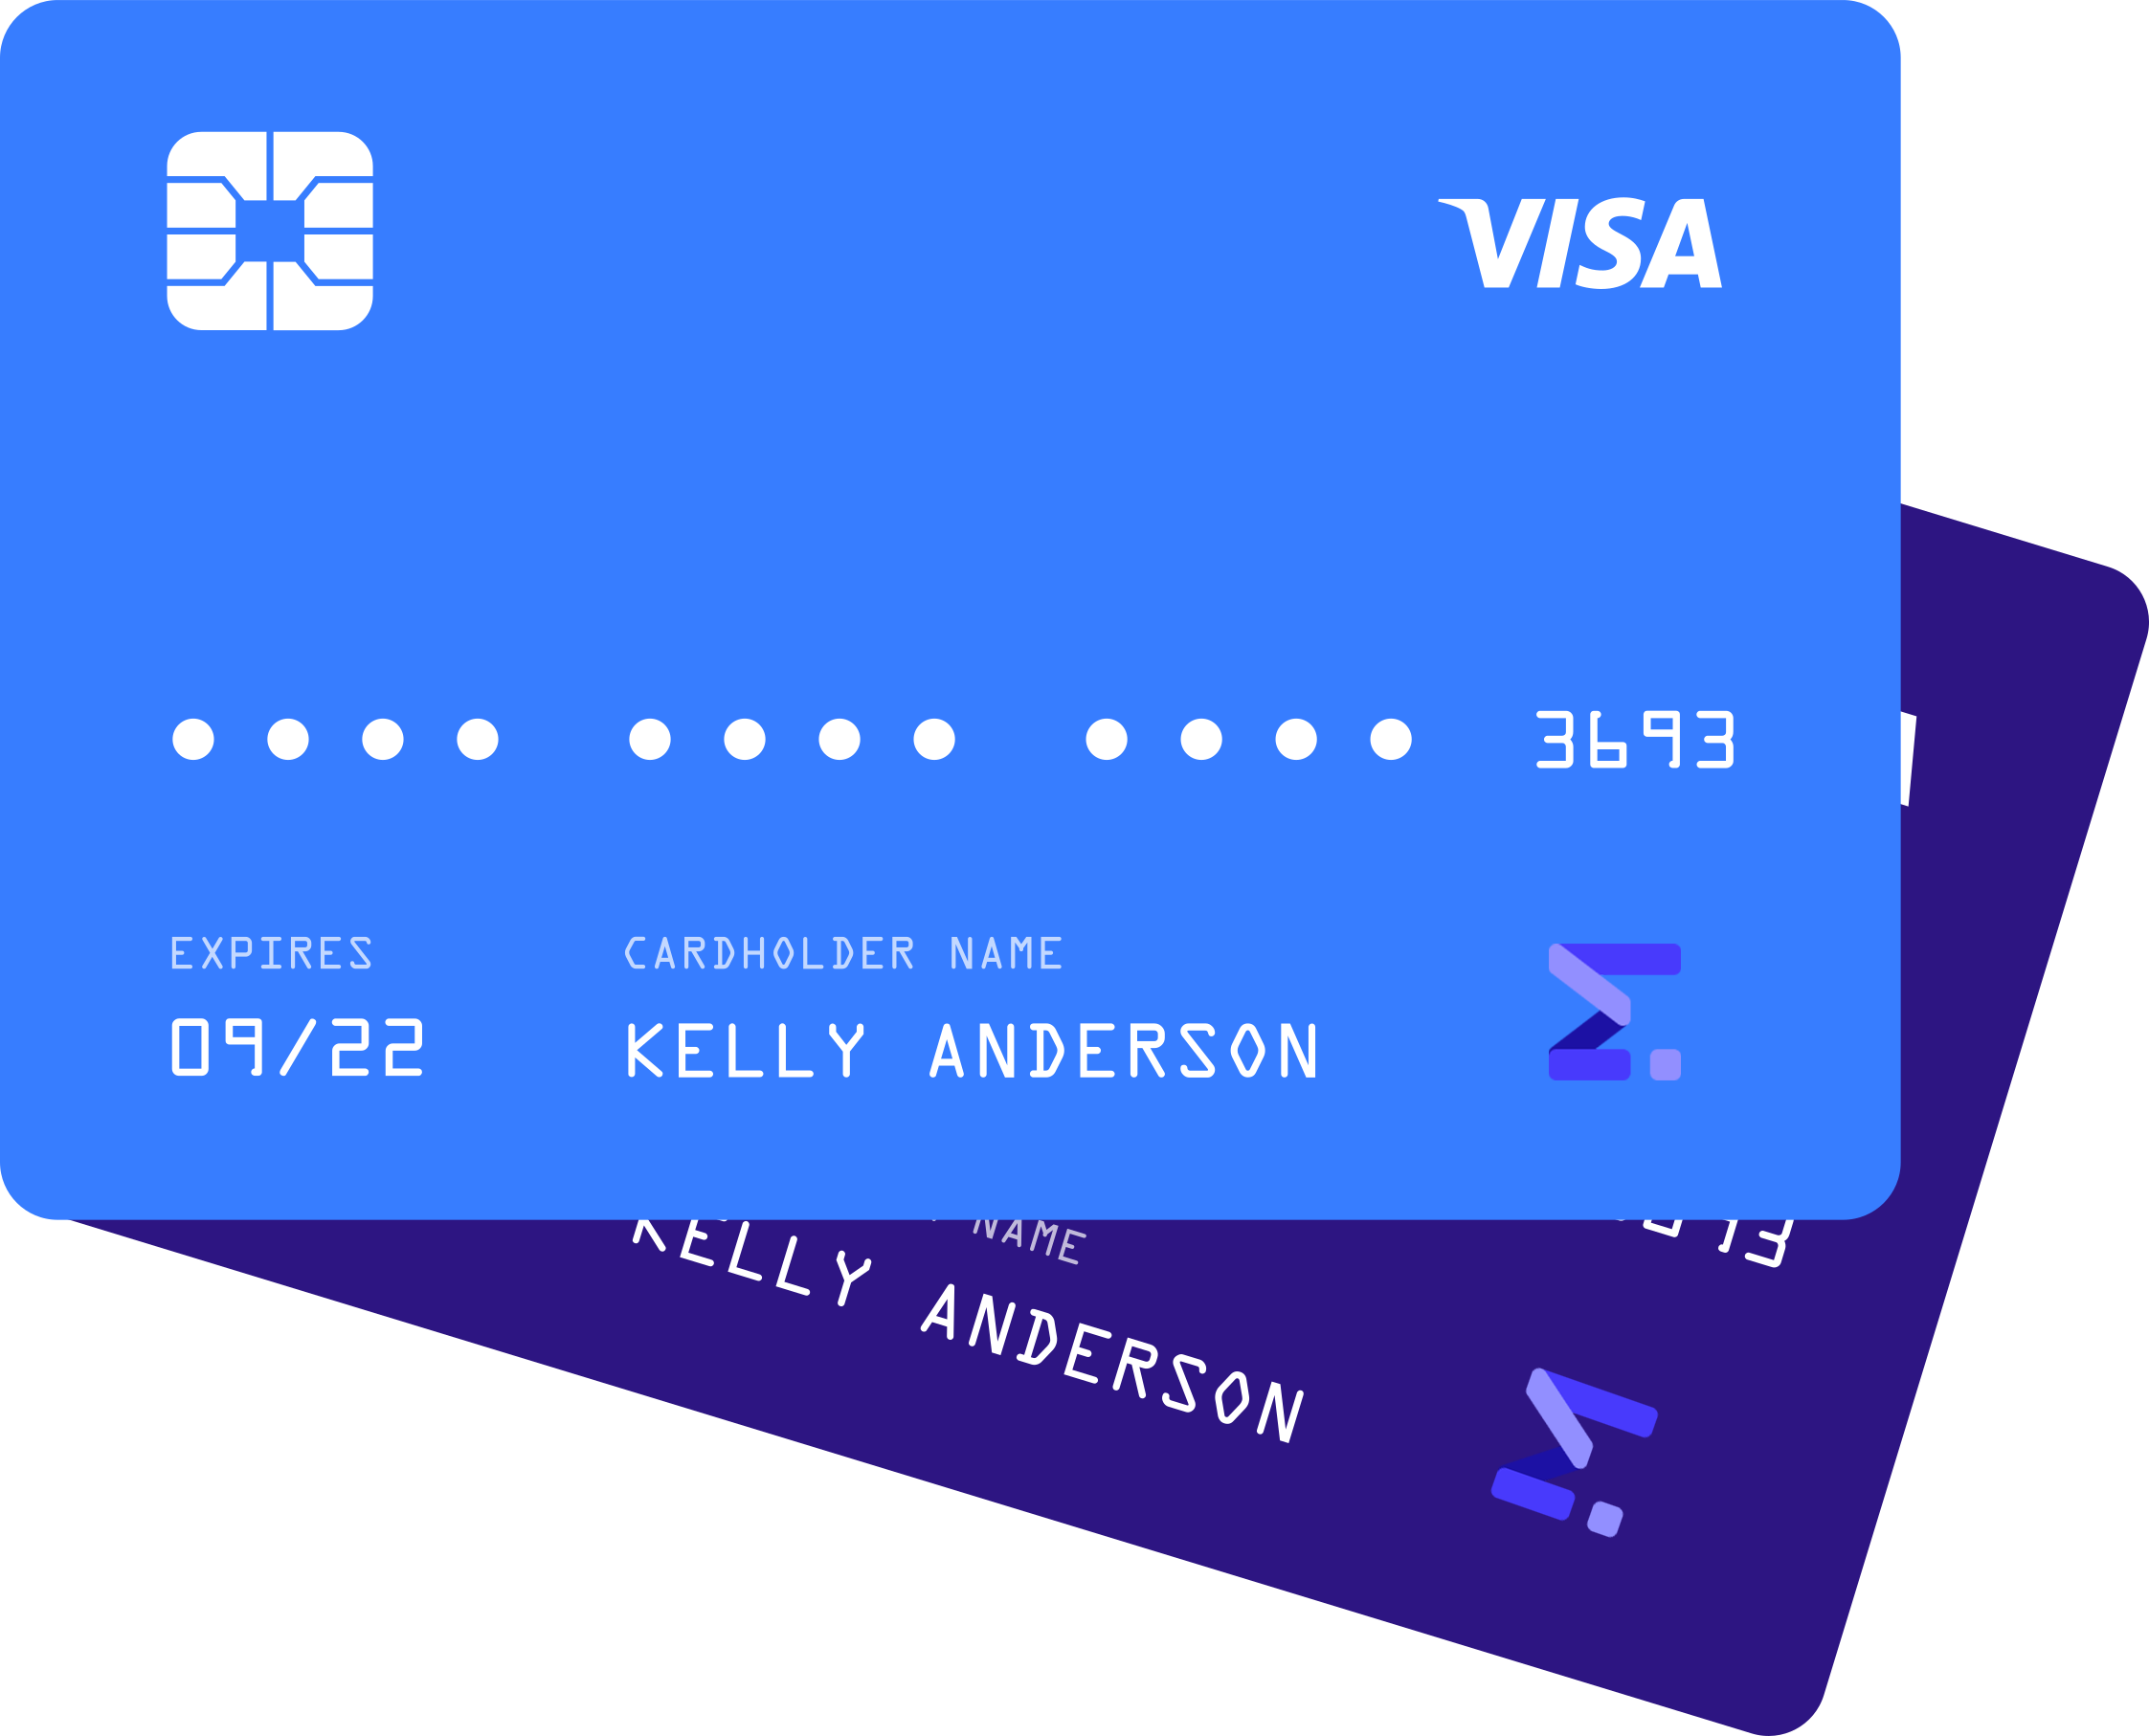 VISA
3693
EXPIRES
CARDHOLDER NAME
09/22
KELLY ANDERSON
NAME
KELLY ANDERSON